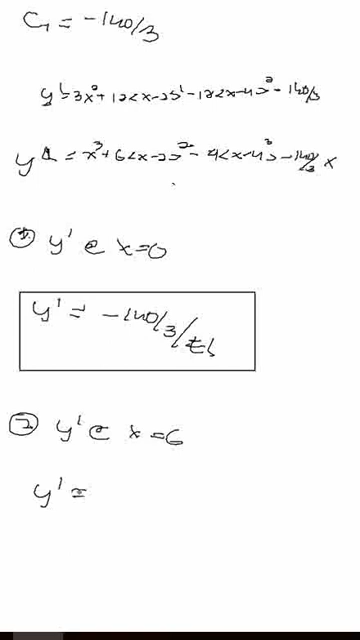 C₁ = -140/3
y' = 3x² + 12<x-2>¹ - 12<x-4>² - 140/3
y = x³ + 6<x-2>² - 4<x-4>³ - 140/3 x
① y' @ x=0
y' = -140/3/EI
② y' @ x=6
y' =